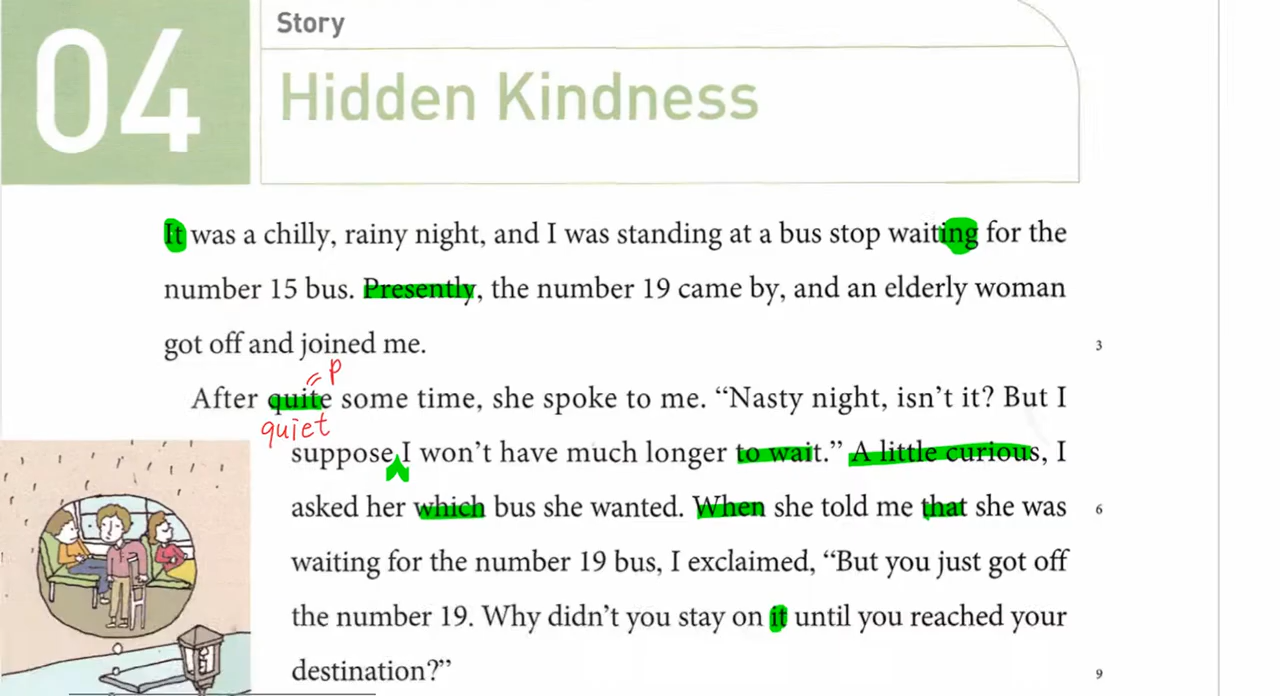 04
Story
Hidden Kindness
It was a chilly, rainy night, and I was standing at a bus stop waiting for the
number 15 bus. Presently, the number 19 came by, and an elderly woman
got off and joined me.
3
P
After quite some time, she spoke to me. “Nasty night, isn’t it? But I
quiet
suppose I won’t have much longer to wait.” A little curious, I
asked her which bus she wanted. When she told me that she was
6
waiting for the number 19 bus, I exclaimed, “But you just got off
the number 19. Why didn’t you stay on it until you reached your
destination?”
9